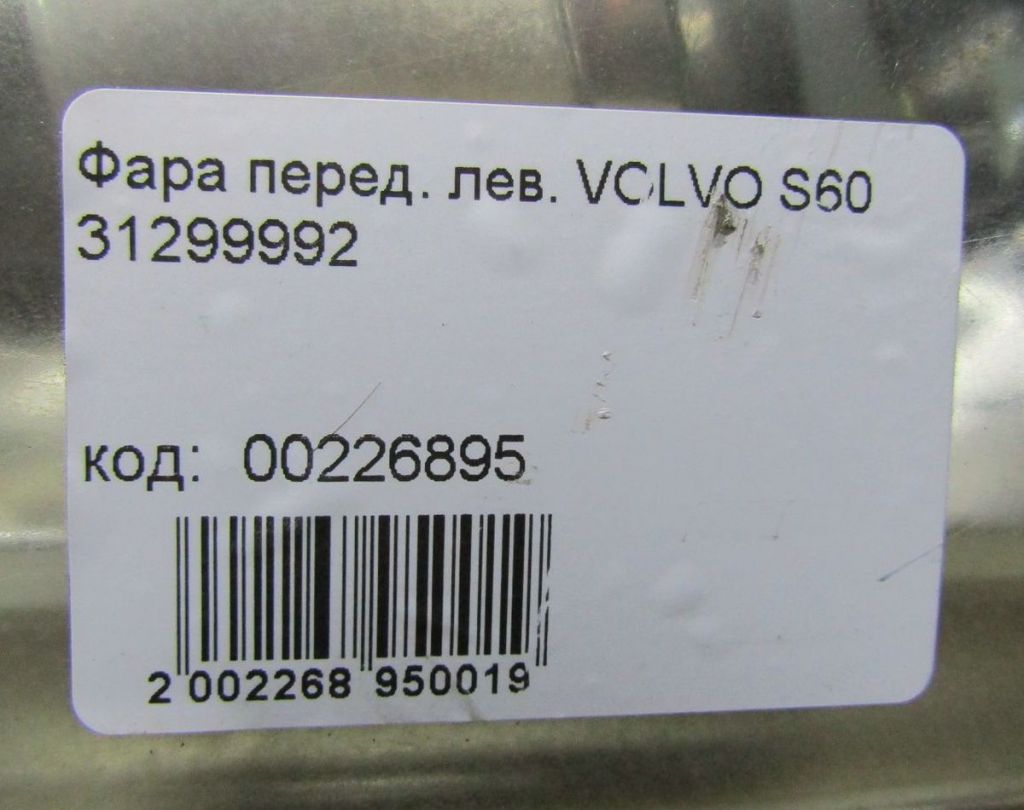 Фара перед. лев. VOLVO S60
31299992
код: 00226895
2 002268 950019